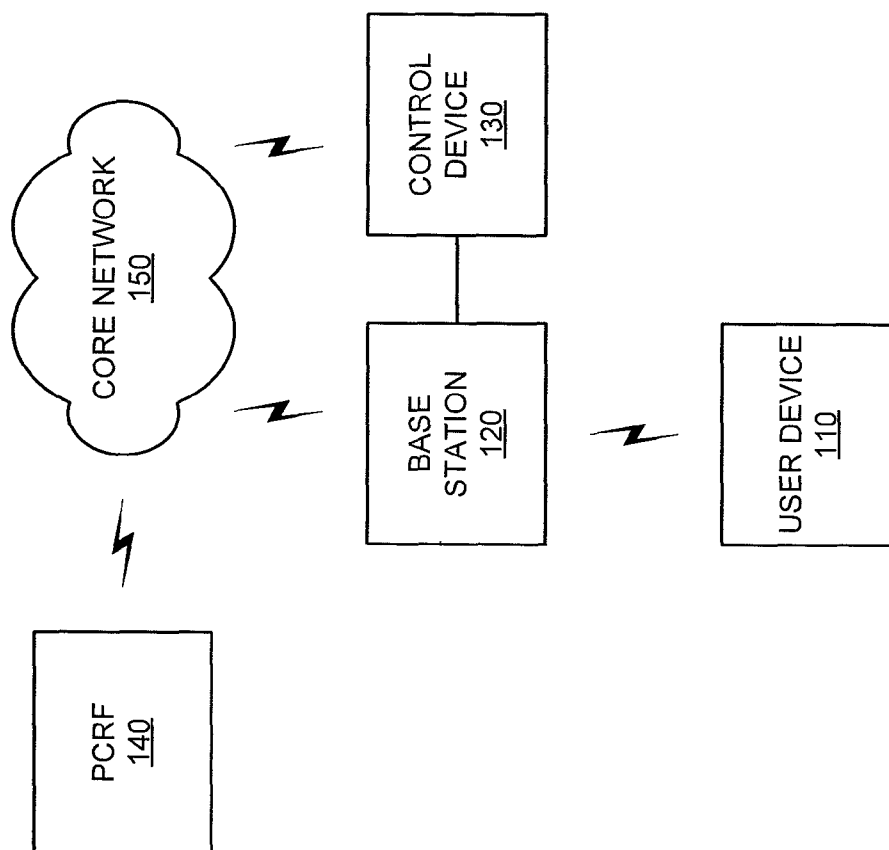 PCRF
140
CORE NETWORK
150
BASE
STATION
120
CONTROL
DEVICE
130
USER DEVICE
110